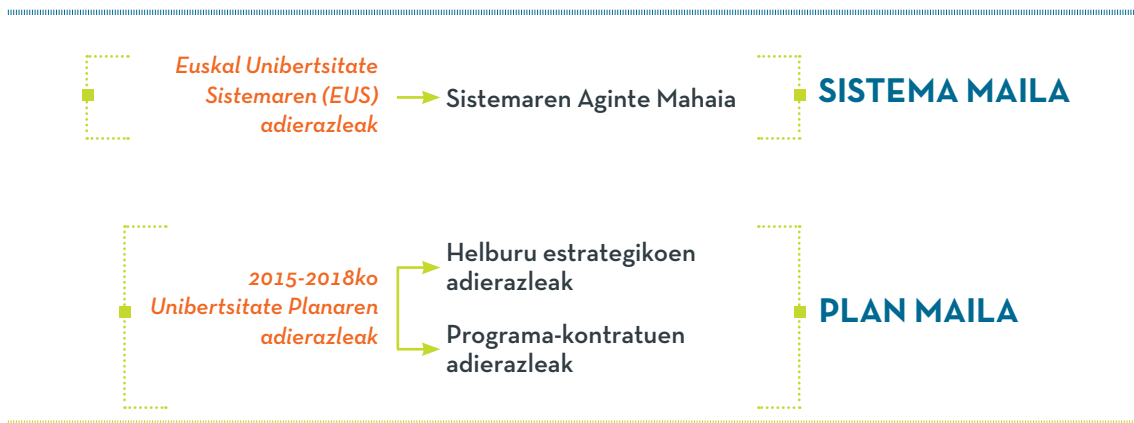 Euskal Unibertsitate
Sistemaren (EUS)
adierazleak
Sistemaren Aginte Mahaia
SISTEMA MAILA
2015-2018ko
Unibertsitate Planaren
adierazleak
Helburu estrategikoen
adierazleak
Programa-kontratuen
adierazleak
PLAN MAILA